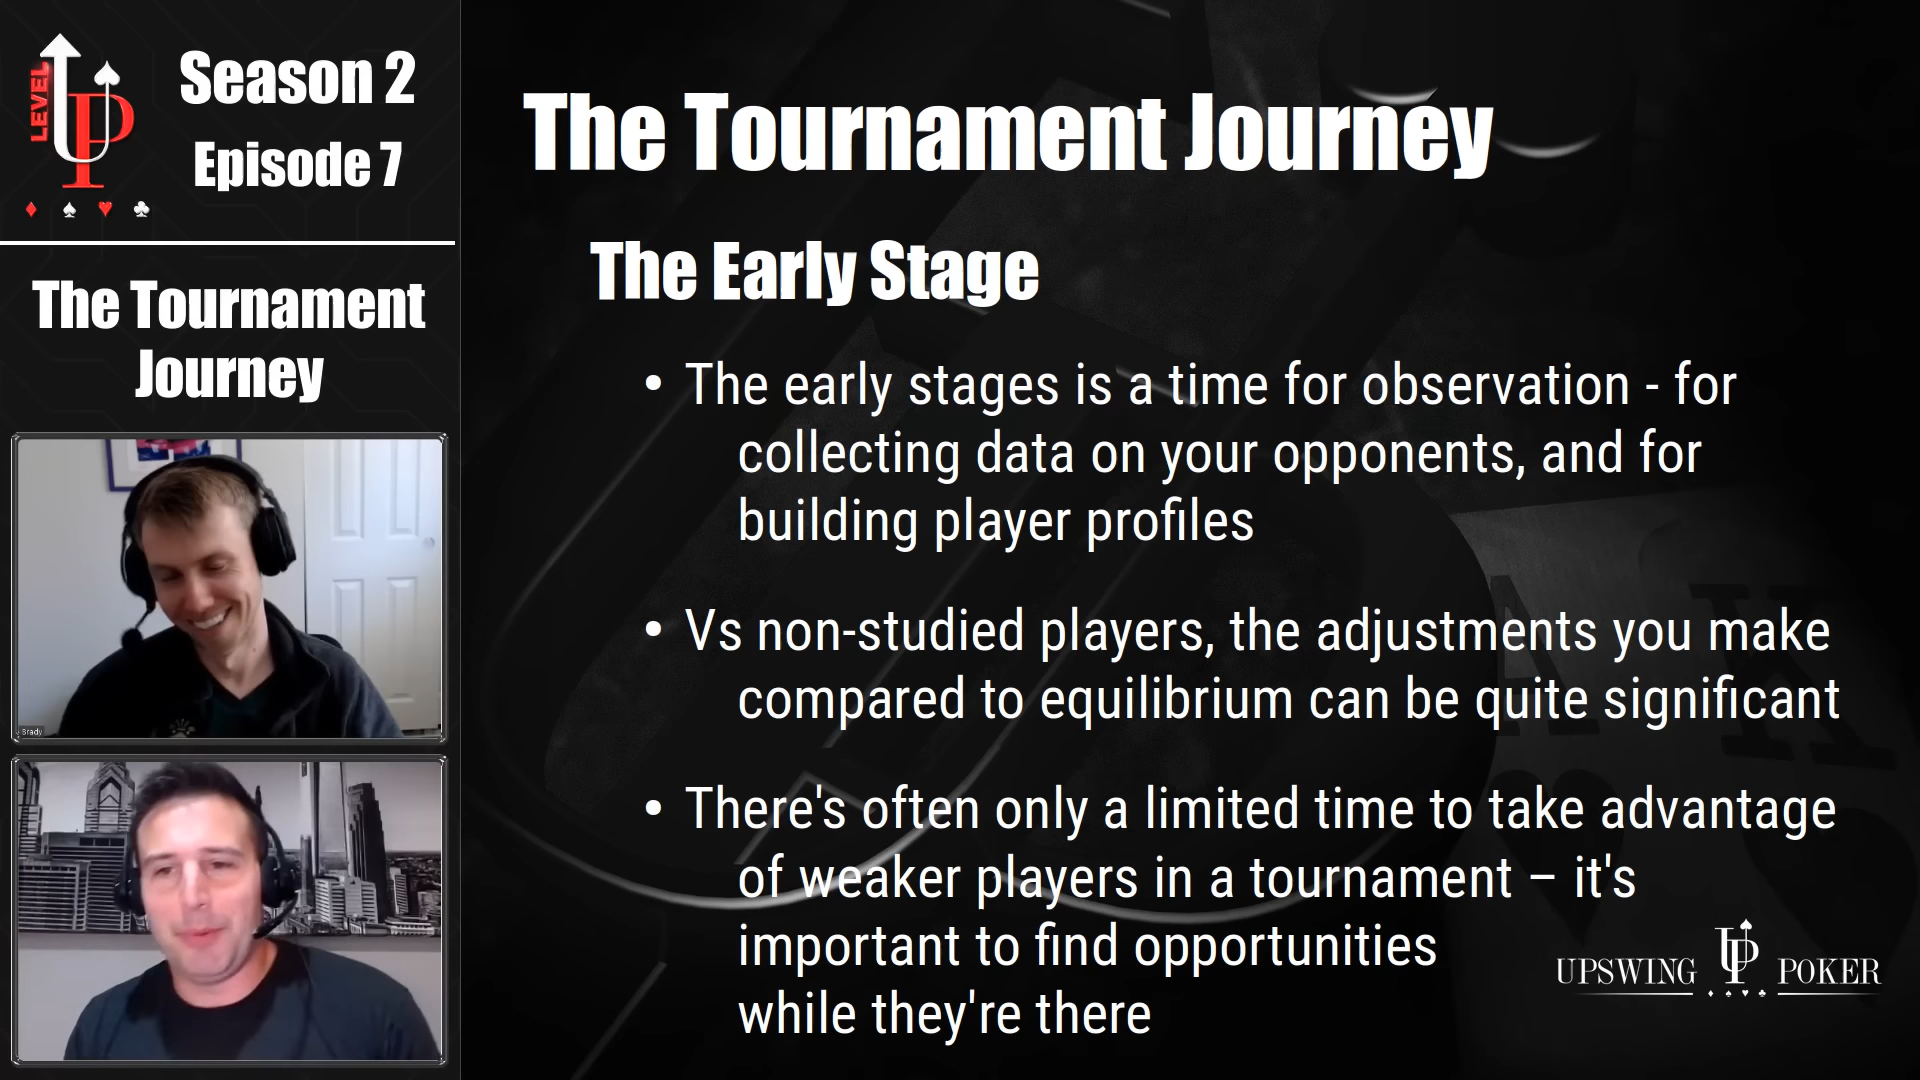 LEVEL UP
Season 2
Episode 7
The Tournament
Journey
Brady
The Tournament Journey
The Early Stage
• The early stages is a time for observation - for
collecting data on your opponents, and for
building player profiles
• Vs non-studied players, the adjustments you make
compared to equilibrium can be quite significant
• There's often only a limited time to take advantage
of weaker players in a tournament – it's
important to find opportunities
while they're there
UPSWING UP POKER
A K